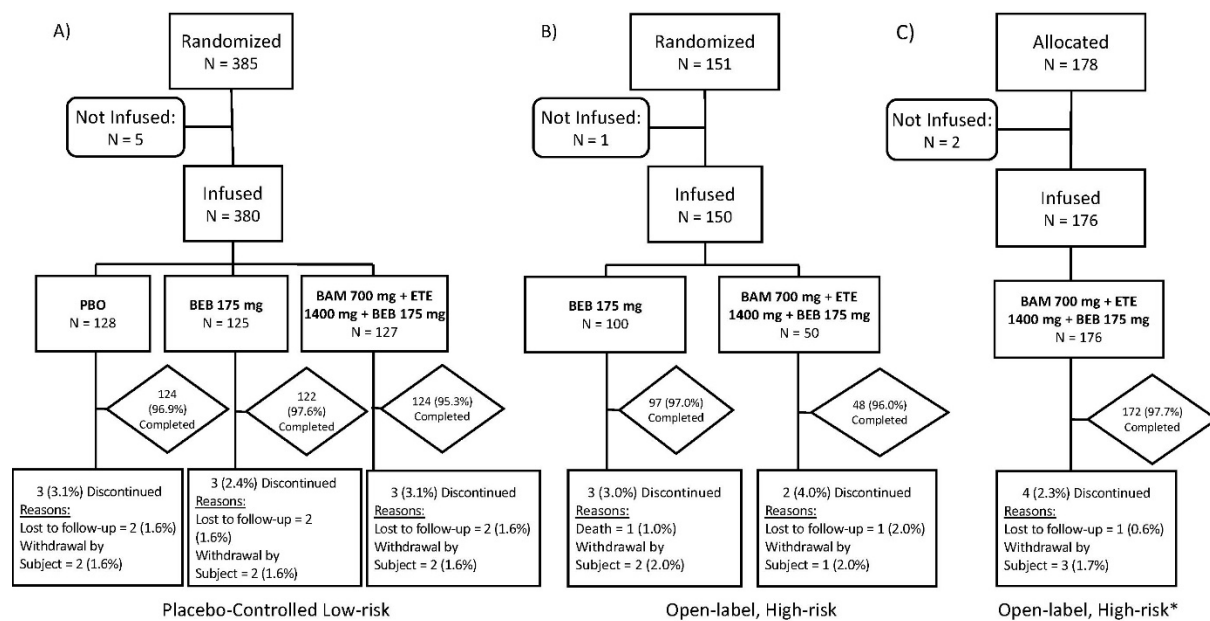 A)
Randomized
N = 385
Not Infused:
N = 5
Infused
N = 380
PBO
N = 128
BEB 175 mg
N = 125
BAM 700 mg + ETE
1400 mg + BEB 175 mg
N = 127
124
(96.9%)
Completed
122
(97.6%)
Completed
124 (95.3%)
Completed
3 (3.1%) Discontinued
Reasons:
Lost to follow-up = 2 (1.6%)
Withdrawal by
Subject = 2 (1.6%)
3 (2.4%) Discontinued
Reasons:
Lost to follow-up = 2
(1.6%)
Withdrawal by
Subject = 2 (1.6%)
3 (3.1%) Discontinued
Reasons:
Lost to follow-up = 2 (1.6%)
Withdrawal by
Subject = 2 (1.6%)
Placebo-Controlled Low-risk
B)
Randomized
N = 151
Not Infused:
N = 1
Infused
N = 150
BEB 175 mg
N = 100
BAM 700 mg + ETE
1400 mg + BEB 175 mg
N = 50
97 (97.0%)
Completed
48 (96.0%)
Completed
3 (3.0%) Discontinued
Reasons:
Death = 1 (1.0%)
Withdrawal by
Subject = 2 (2.0%)
2 (4.0%) Discontinued
Reasons:
Lost to follow-up = 1 (2.0%)
Withdrawal by
Subject = 1 (2.0%)
Open-label, High-risk
C)
Allocated
N = 178
Not Infused:
N = 2
Infused
N = 176
BAM 700 mg + ETE
1400 mg + BEB 175 mg
N = 176
172 (97.7%)
Completed
4 (2.3%) Discontinued
Reasons:
Lost to follow-up = 1 (0.6%)
Withdrawal by
Subject = 3 (1.7%)
Open-label, High-risk*